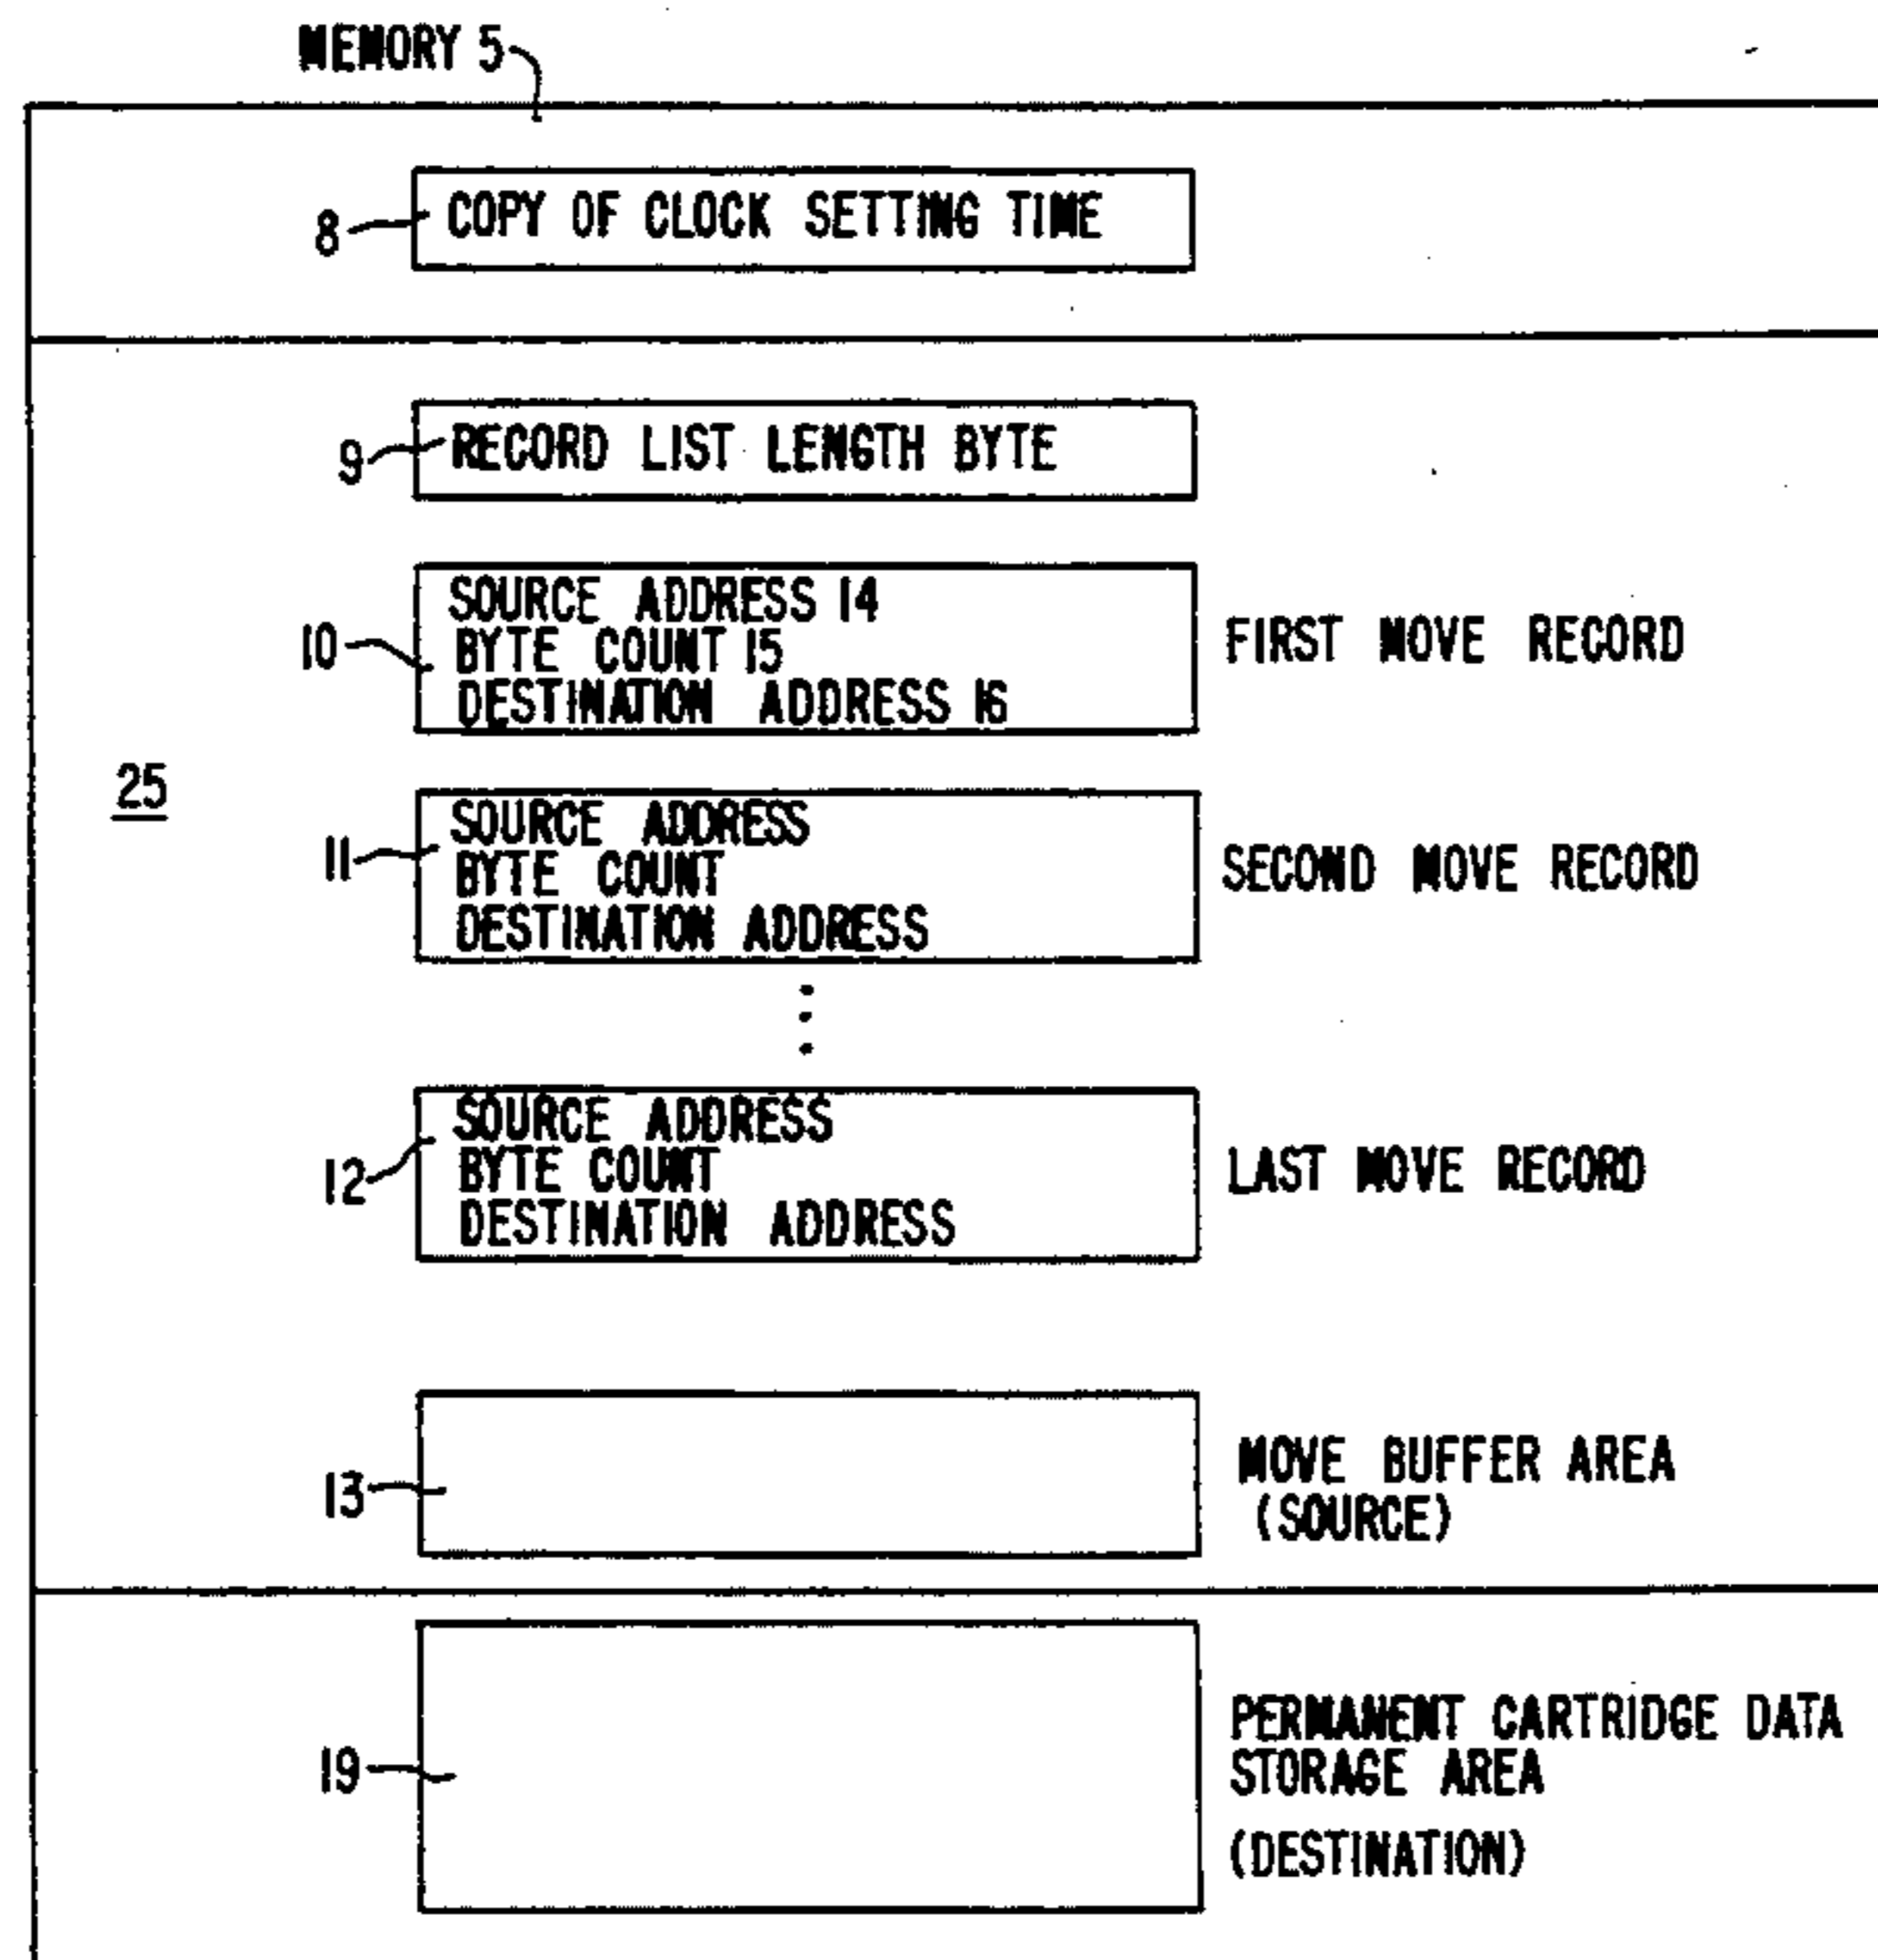 MEMORY 5
8 COPY OF CLOCK SETTING TIME
9 RECORD LIST LENGTH BYTE
SOURCE ADDRESS 14
10 BYTE COUNT 15 FIRST MOVE RECORD
DESTINATION ADDRESS 16
25
SOURCE ADDRESS
11 BYTE COUNT SECOND MOVE RECORD
DESTINATION ADDRESS
SOURCE ADDRESS
12 BYTE COUNT LAST MOVE RECORD
DESTINATION ADDRESS
MOVE BUFFER AREA
13 (SOURCE)
PERMANENT CARTRIDGE DATA
19 STORAGE AREA
(DESTINATION)